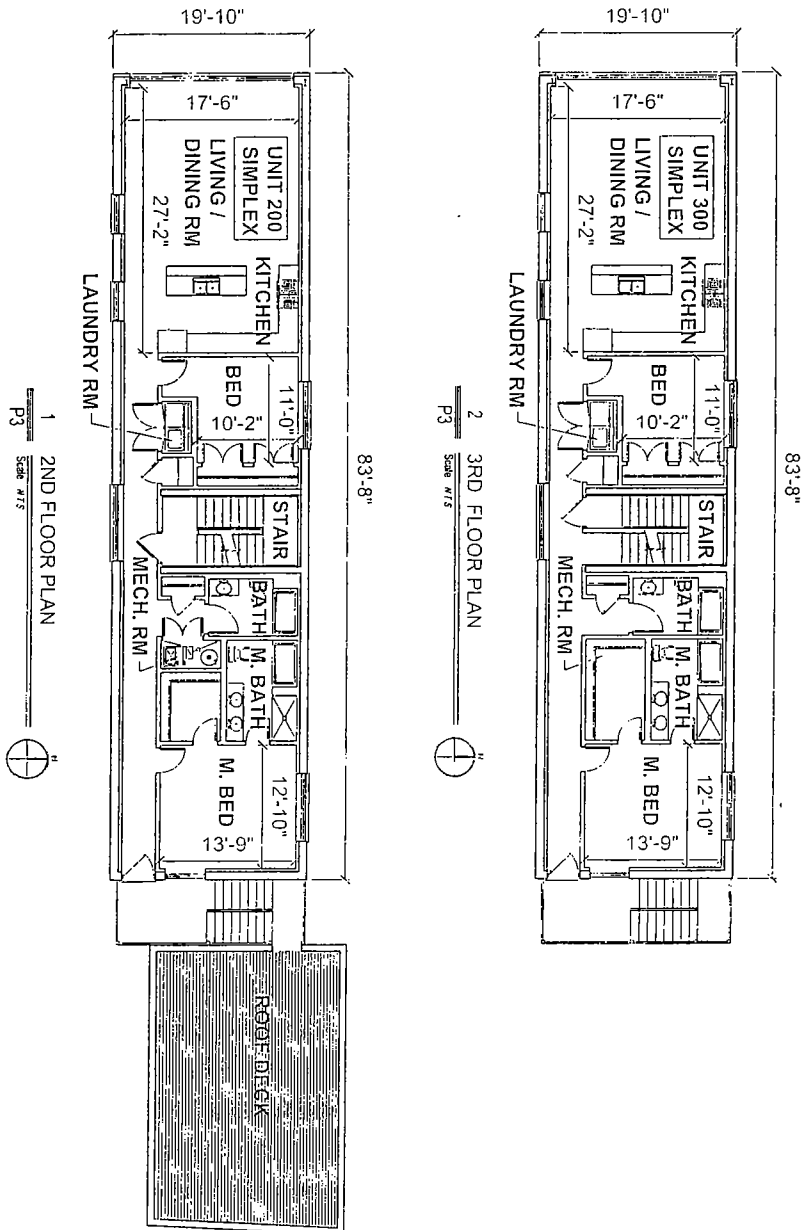 19'-10"
83'-8"
17'-6"
UNIT 300
SIMPLEX
LIVING /
DINING RM
27'-2"
KITCHEN
LAUNDRY RM
BED
11'-0"
10'-2"
STAIR
MECH. RM
BATH
M. BATH
M. BED
12'-10"
13'-9"
2
P3
3RD FLOOR PLAN
Scale NTS
N
19'-10"
83'-8"
17'-6"
UNIT 200
SIMPLEX
LIVING /
DINING RM
27'-2"
KITCHEN
LAUNDRY RM
BED
11'-0"
10'-2"
STAIR
MECH. RM
BATH
M. BATH
M. BED
12'-10"
13'-9"
ROOF DECK
1
P3
2ND FLOOR PLAN
Scale NTS
N